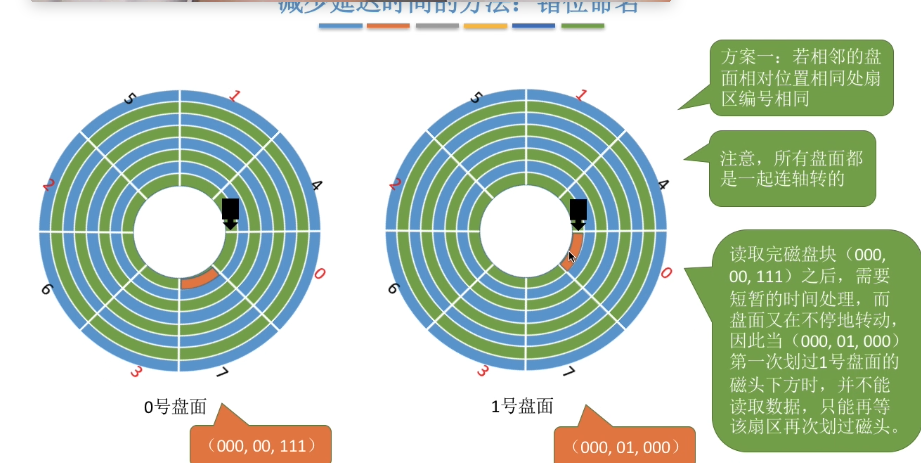 减少延迟时间的方法：错位命名
方案一：若相邻的盘
面相对位置相同处扇
区编号相同
注意，所有盘面都
是一起连轴转的
读取完磁盘块（000,
00, 111）之后，需要
短暂的时间处理，而
盘面又在不停地转动，
因此当（000, 01, 000）
第一次划过1号盘面的
磁头下方时，并不能
读取数据，只能再等
该扇区再次划过磁头。
5
1
2
4
6
0
3
7
0号盘面
（000, 00, 111）
5
1
2
4
6
0
3
7
1号盘面
（000, 01, 000）